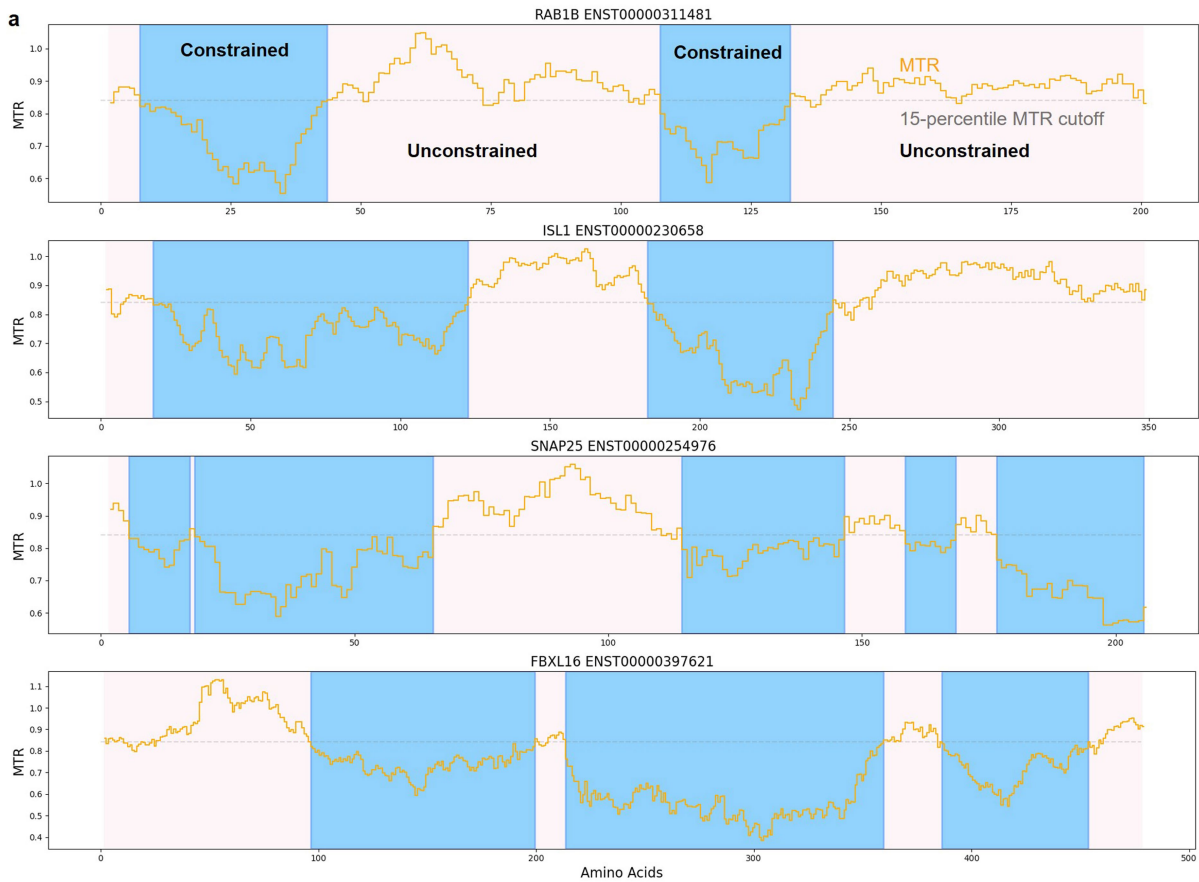 a
RAB1B ENST00000311481
Constrained
Constrained
MTR
15-percentile MTR cutoff
Unconstrained
Unconstrained
MTR
1.0
0.9
0.8
0.7
0.6
0 25 50 75 100 125 150 175 200
ISL1 ENST00000230658
MTR
1.0
0.9
0.8
0.7
0.6
0.5
0 50 100 150 200 250 300 350
SNAP25 ENST00000254976
MTR
1.0
0.9
0.8
0.7
0.6
0 50 100 150 200
FBXL16 ENST00000397621
MTR
1.1
1.0
0.9
0.8
0.7
0.6
0.5
0.4
0 100 200 300 400 500
Amino Acids